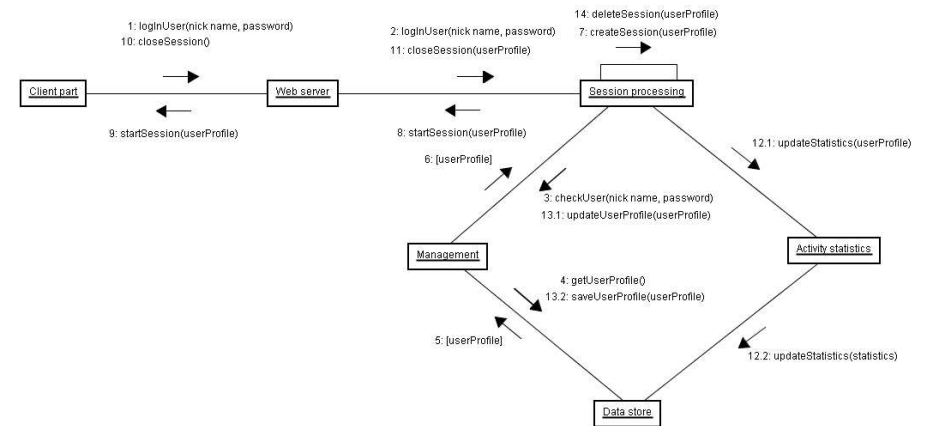 14: deleteSession(userProfile)
1: logInUser(nick name, password)
2: logInUser(nick name, password)
7: createSession(userProfile)
10: closeSession()
11: closeSession(userProfile)
Client part
Web server
Session processing
9: startSession(userProfile)
8: startSession(userProfile)
12.1: updateStatistics(userProfile)
6: [userProfile]
3: checkUser(nick name, password)
13.1: updateUserProfile(userProfile)
Management
Activity statistics
4: getUserProfile()
13.2: saveUserProfile(userProfile)
5: [userProfile]
12.2: updateStatistics(statistics)
Data store